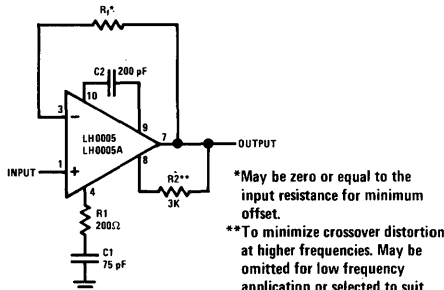 Rf*
C2
200 pF
10
3
−
LH0005
LH0005A
9
7
OUTPUT
INPUT
1
+
8
4
R2**
3K
R1
200Ω
C1
75 pF
*May be zero or equal to the
input resistance for minimum
offset.
**To minimize crossover distortion
at higher frequencies. May be
omitted for low frequency
application or selected to suit